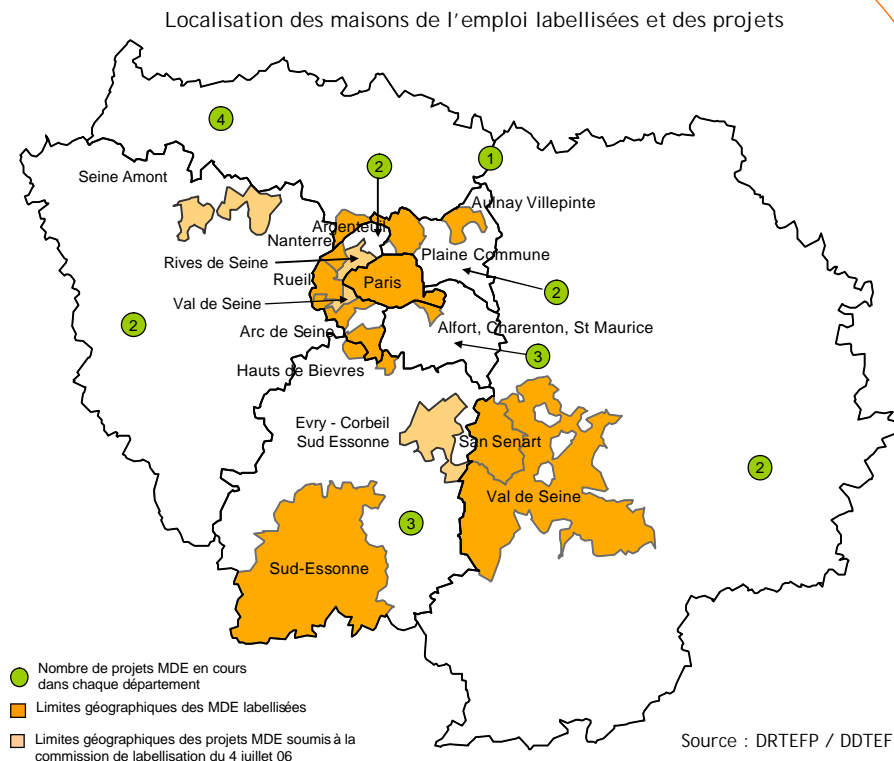 Localisation des maisons de l'emploi labellisées et des projets
4
2
1
Seine Amont
Aulnay Villepinte
Argenteuil
Nanterre
Plaine Commune
Rives de Seine
Rueil
Paris
2
Val de Seine
2
Arc de Seine
Alfort, Charenton, St Maurice
3
Hauts de Bievres
Evry - Corbeil
Sud Essonne
San Senart
2
Val de Seine
3
Sud-Essonne
Nombre de projets MDE en cours
dans chaque département
Limites géographiques des MDE labellisées
Limites géographiques des projets MDE soumis à la
commission de labellisation du 4 juillet 06
Source : DRTEFP / DDTEF